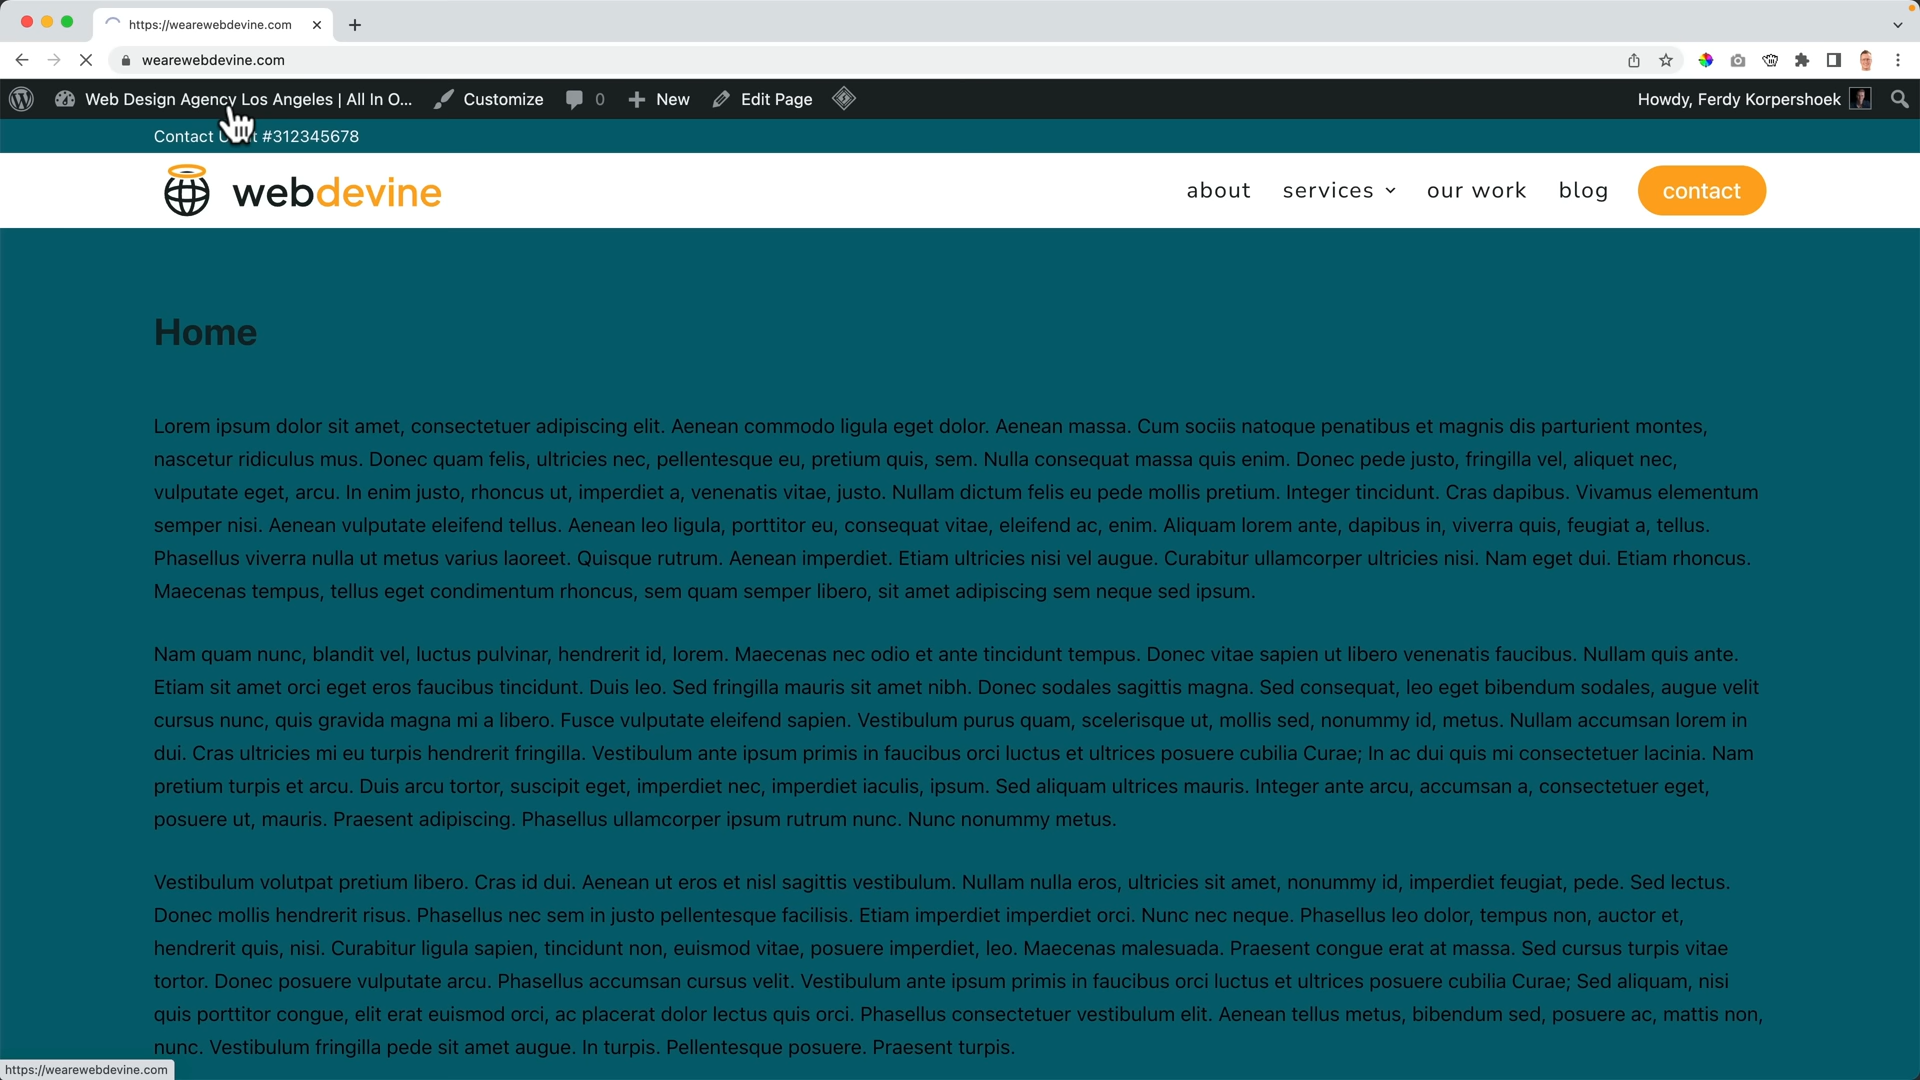 https://wearewebdevine.com
wearewebdevine.com
Web Design Agency Los Angeles | All In O... Customize 0 New Edit Page Howdy, Ferdy Korpershoek
Contact #312345678
webdevine about services our work blog contact
Home
Lorem ipsum dolor sit amet, consectetuer adipiscing elit. Aenean commodo ligula eget dolor. Aenean massa. Cum sociis natoque penatibus et magnis dis parturient montes,
nascetur ridiculus mus. Donec quam felis, ultricies nec, pellentesque eu, pretium quis, sem. Nulla consequat massa quis enim. Donec pede justo, fringilla vel, aliquet nec,
vulputate eget, arcu. In enim justo, rhoncus ut, imperdiet a, venenatis vitae, justo. Nullam dictum felis eu pede mollis pretium. Integer tincidunt. Cras dapibus. Vivamus elementum
semper nisi. Aenean vulputate eleifend tellus. Aenean leo ligula, porttitor eu, consequat vitae, eleifend ac, enim. Aliquam lorem ante, dapibus in, viverra quis, feugiat a, tellus.
Phasellus viverra nulla ut metus varius laoreet. Quisque rutrum. Aenean imperdiet. Etiam ultricies nisi vel augue. Curabitur ullamcorper ultricies nisi. Nam eget dui. Etiam rhoncus.
Maecenas tempus, tellus eget condimentum rhoncus, sem quam semper libero, sit amet adipiscing sem neque sed ipsum.
Nam quam nunc, blandit vel, luctus pulvinar, hendrerit id, lorem. Maecenas nec odio et ante tincidunt tempus. Donec vitae sapien ut libero venenatis faucibus. Nullam quis ante.
Etiam sit amet orci eget eros faucibus tincidunt. Duis leo. Sed fringilla mauris sit amet nibh. Donec sodales sagittis magna. Sed consequat, leo eget bibendum sodales, augue velit
cursus nunc, quis gravida magna mi a libero. Fusce vulputate eleifend sapien. Vestibulum purus quam, scelerisque ut, mollis sed, nonummy id, metus. Nullam accumsan lorem in
dui. Cras ultricies mi eu turpis hendrerit fringilla. Vestibulum ante ipsum primis in faucibus orci luctus et ultrices posuere cubilia Curae; In ac dui quis mi consectetuer lacinia. Nam
pretium turpis et arcu. Duis arcu tortor, suscipit eget, imperdiet nec, imperdiet iaculis, ipsum. Sed aliquam ultrices mauris. Integer ante arcu, accumsan a, consectetuer eget,
posuere ut, mauris. Praesent adipiscing. Phasellus ullamcorper ipsum rutrum nunc. Nunc nonummy metus.
Vestibulum volutpat pretium libero. Cras id dui. Aenean ut eros et nisl sagittis vestibulum. Nullam nulla eros, ultricies sit amet, nonummy id, imperdiet feugiat, pede. Sed lectus.
Donec mollis hendrerit risus. Phasellus nec sem in justo pellentesque facilisis. Etiam imperdiet imperdiet orci. Nunc nec neque. Phasellus leo dolor, tempus non, auctor et,
hendrerit quis, nisi. Curabitur ligula sapien, tincidunt non, euismod vitae, posuere imperdiet, leo. Maecenas malesuada. Praesent congue erat at massa. Sed cursus turpis vitae
tortor. Donec posuere vulputate arcu. Phasellus accumsan cursus velit. Vestibulum ante ipsum primis in faucibus orci luctus et ultrices posuere cubilia Curae; Sed aliquam, nisi
quis porttitor congue, elit erat euismod orci, ac placerat dolor lectus quis orci. Phasellus consectetuer vestibulum elit. Aenean tellus metus, bibendum sed, posuere ac, mattis non,
nunc. Vestibulum fringilla pede sit amet augue. In turpis. Pellentesque posuere. Praesent turpis.
https://wearewebdevine.com